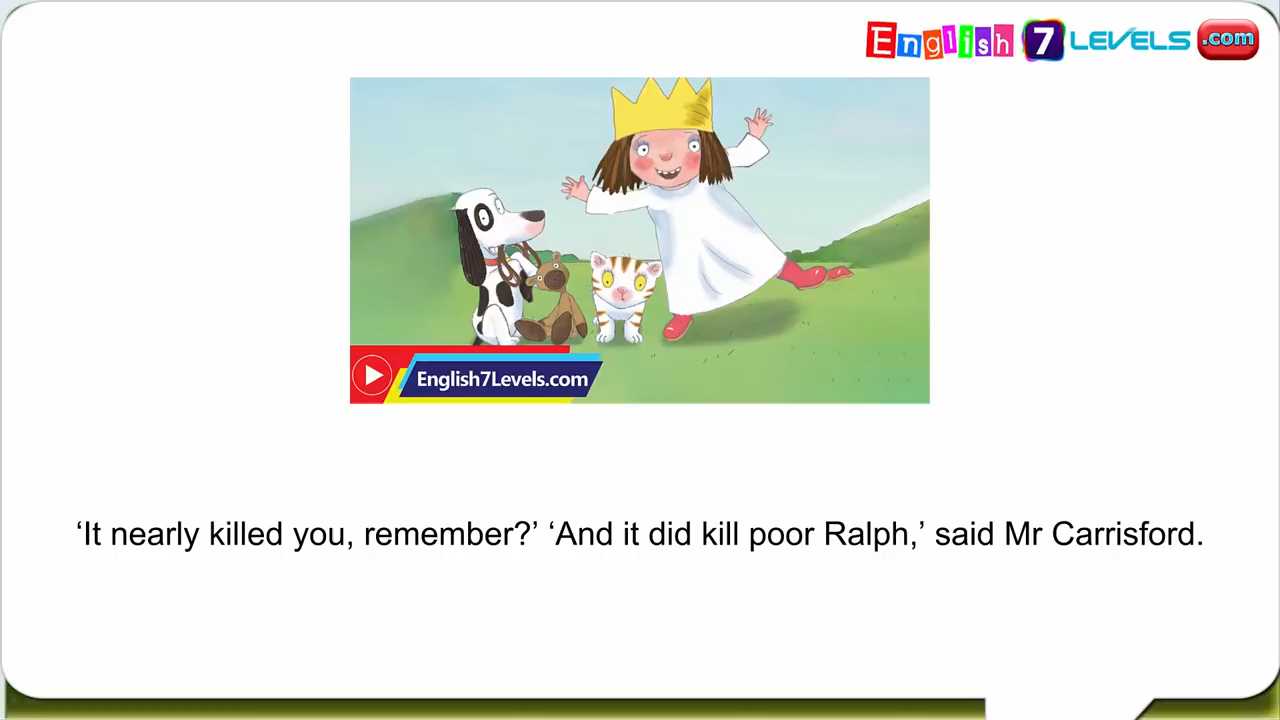 English 7 LEVELS .com
English7Levels.com
‘It nearly killed you, remember?’ ‘And it did kill poor Ralph,’ said Mr Carrisford.